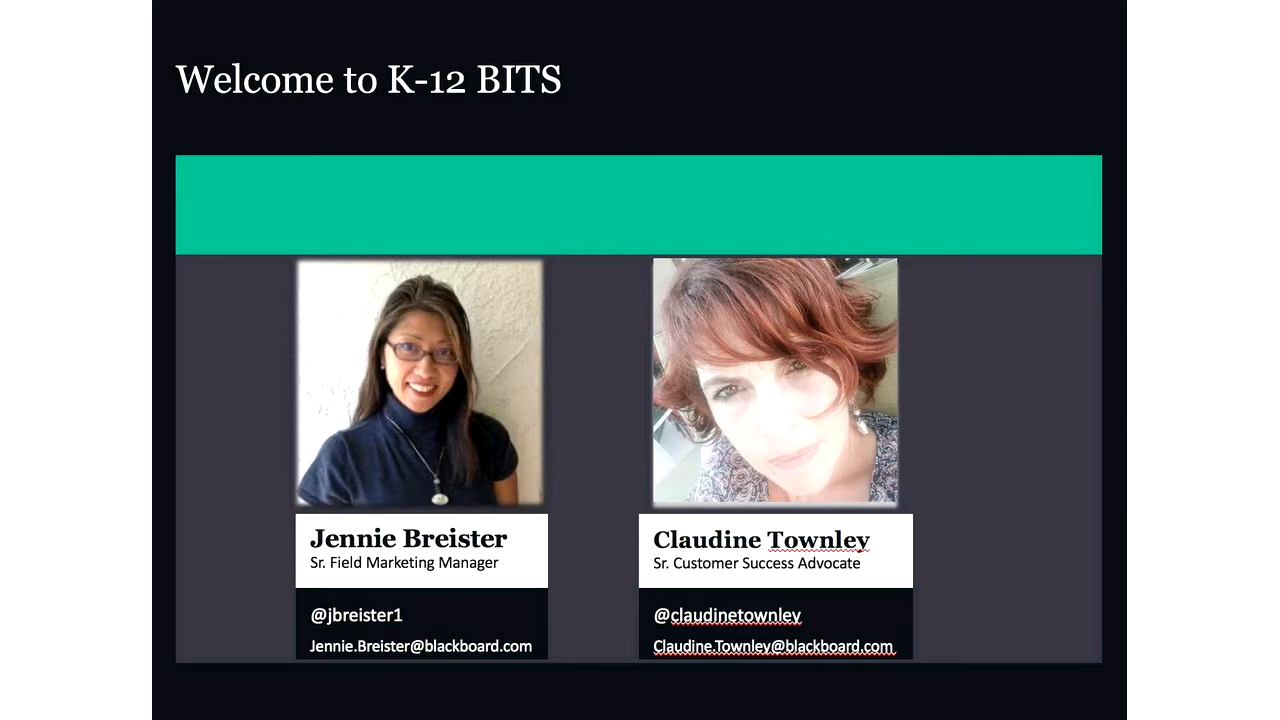 Welcome to K-12 BITS
Jennie Breister
Sr. Field Marketing Manager
@jbreister1
Jennie.Breister@blackboard.com
Claudine Townley
Sr. Customer Success Advocate
@claudinetownley
Claudine.Townley@blackboard.com